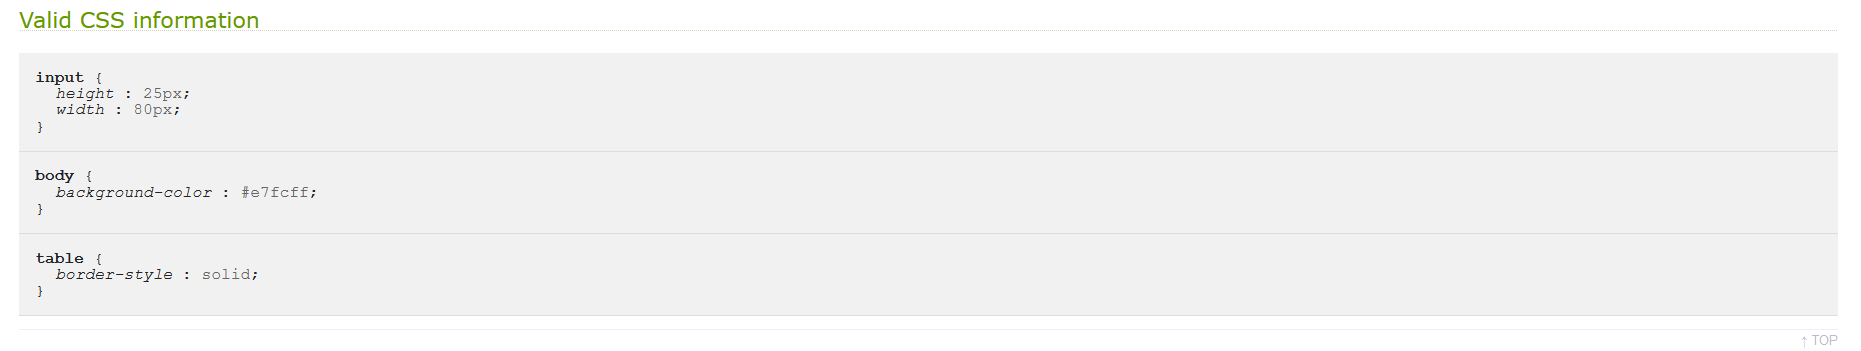 Valid CSS information
input {
height : 25px;
width : 80px;
}
body {
background-color : #e7fcff;
}
table {
border-style : solid;
}
↑ TOP